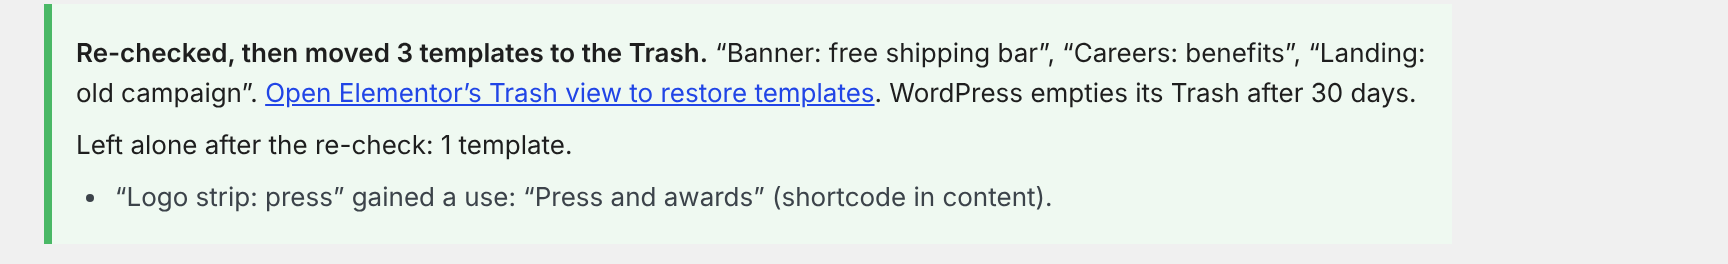 Re-checked, then moved 3 templates to the Trash. “Banner: free shipping bar”, “Careers: benefits”, “Landing:
old campaign”. Open Elementor’s Trash view to restore templates. WordPress empties its Trash after 30 days.
Left alone after the re-check: 1 template.
• “Logo strip: press” gained a use: “Press and awards” (shortcode in content).